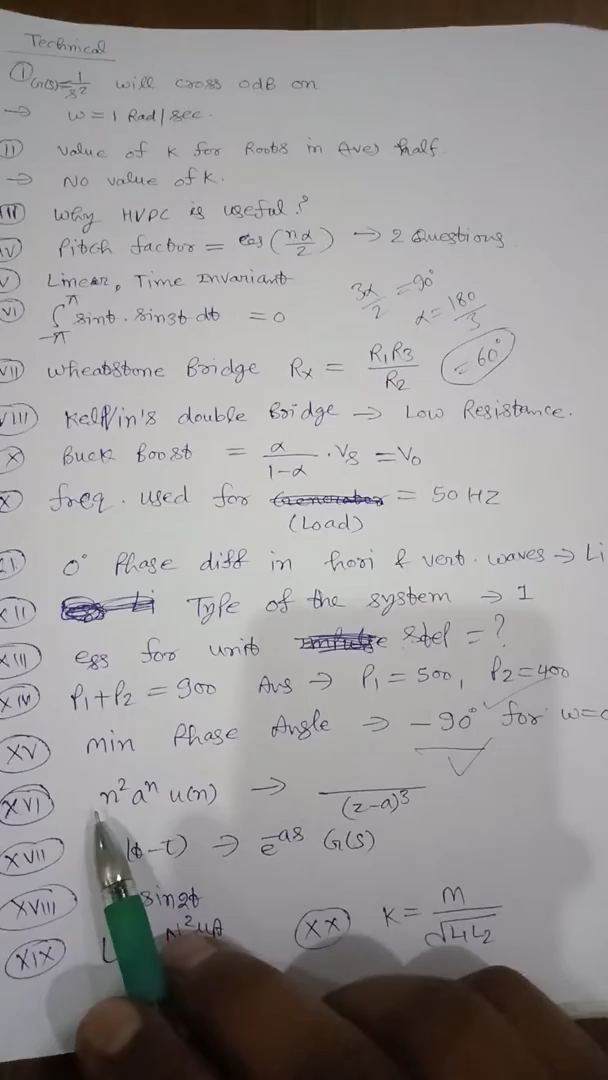 Technical
① G(s)=1/s² will cross 0dB on
→ w = 1 Rad/sec.
II value of K for Roots in (+ve) half.
→ No value of K.
III Why HVDC is useful?
IV Pitch factor = cos (nα/2) → 2 Questions
V Linear, Time Invariant
3α/2 = 90°
α = 180/3
= 60°
VI ∫_{-π}^{π} sint. sin3t dt = 0
VII Wheatstone Bridge Rx = R1R3/R2
VIII Kelvin's double Bridge → Low Resistance.
X Buck Boost = α/1-α . Vs = Vo
X freq. used for = 50 HZ
(Load)
XI. 0° Phase diff in hori & vert. waves → Li
XII Type of the system → 1
XIII ess for unit step = ?
XIV P1+P2 = 900 Ans → P1 = 500, P2 = 400
XV min Phase Angle ⇒ -90° for w=
XVI n² aⁿ u(n) → /(z-a)³
XVII (t-τ) → e^-as G(s)
XVIII sin2t
XIX L N²μA
XX K = M/√L1L2